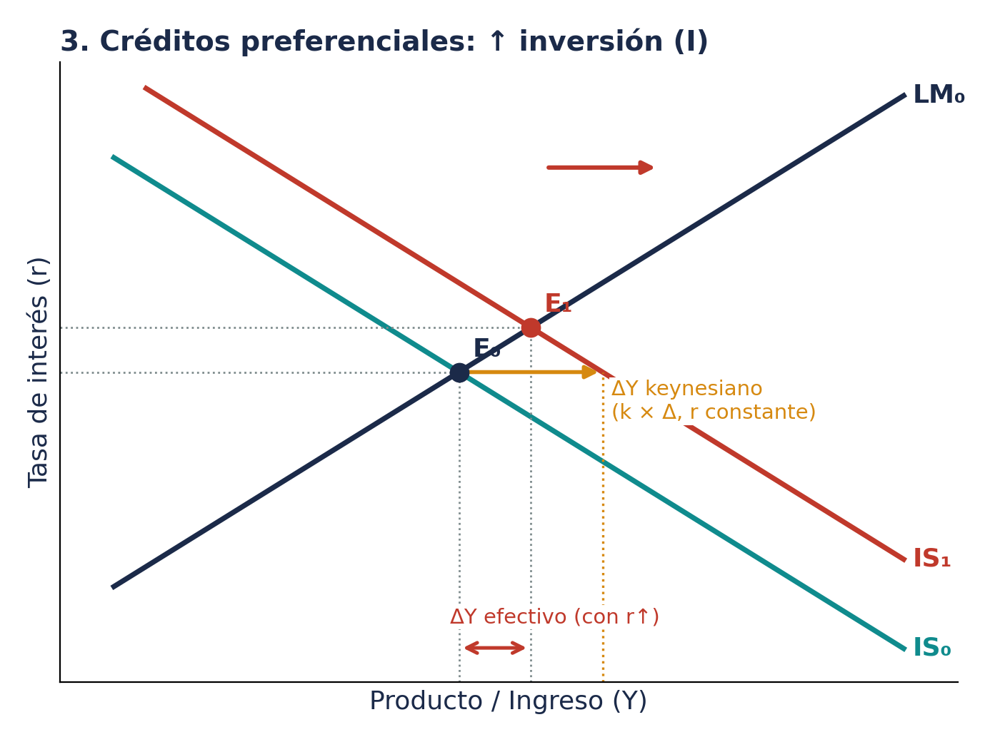 3. Créditos preferenciales: ↑ inversión (I)
LM₀
E₁
E₀
ΔY keynesiano
(k × Δ, r constante)
IS₁
ΔY efectivo (con r↑)
IS₀
Tasa de interés (r)
Producto / Ingreso (Y)